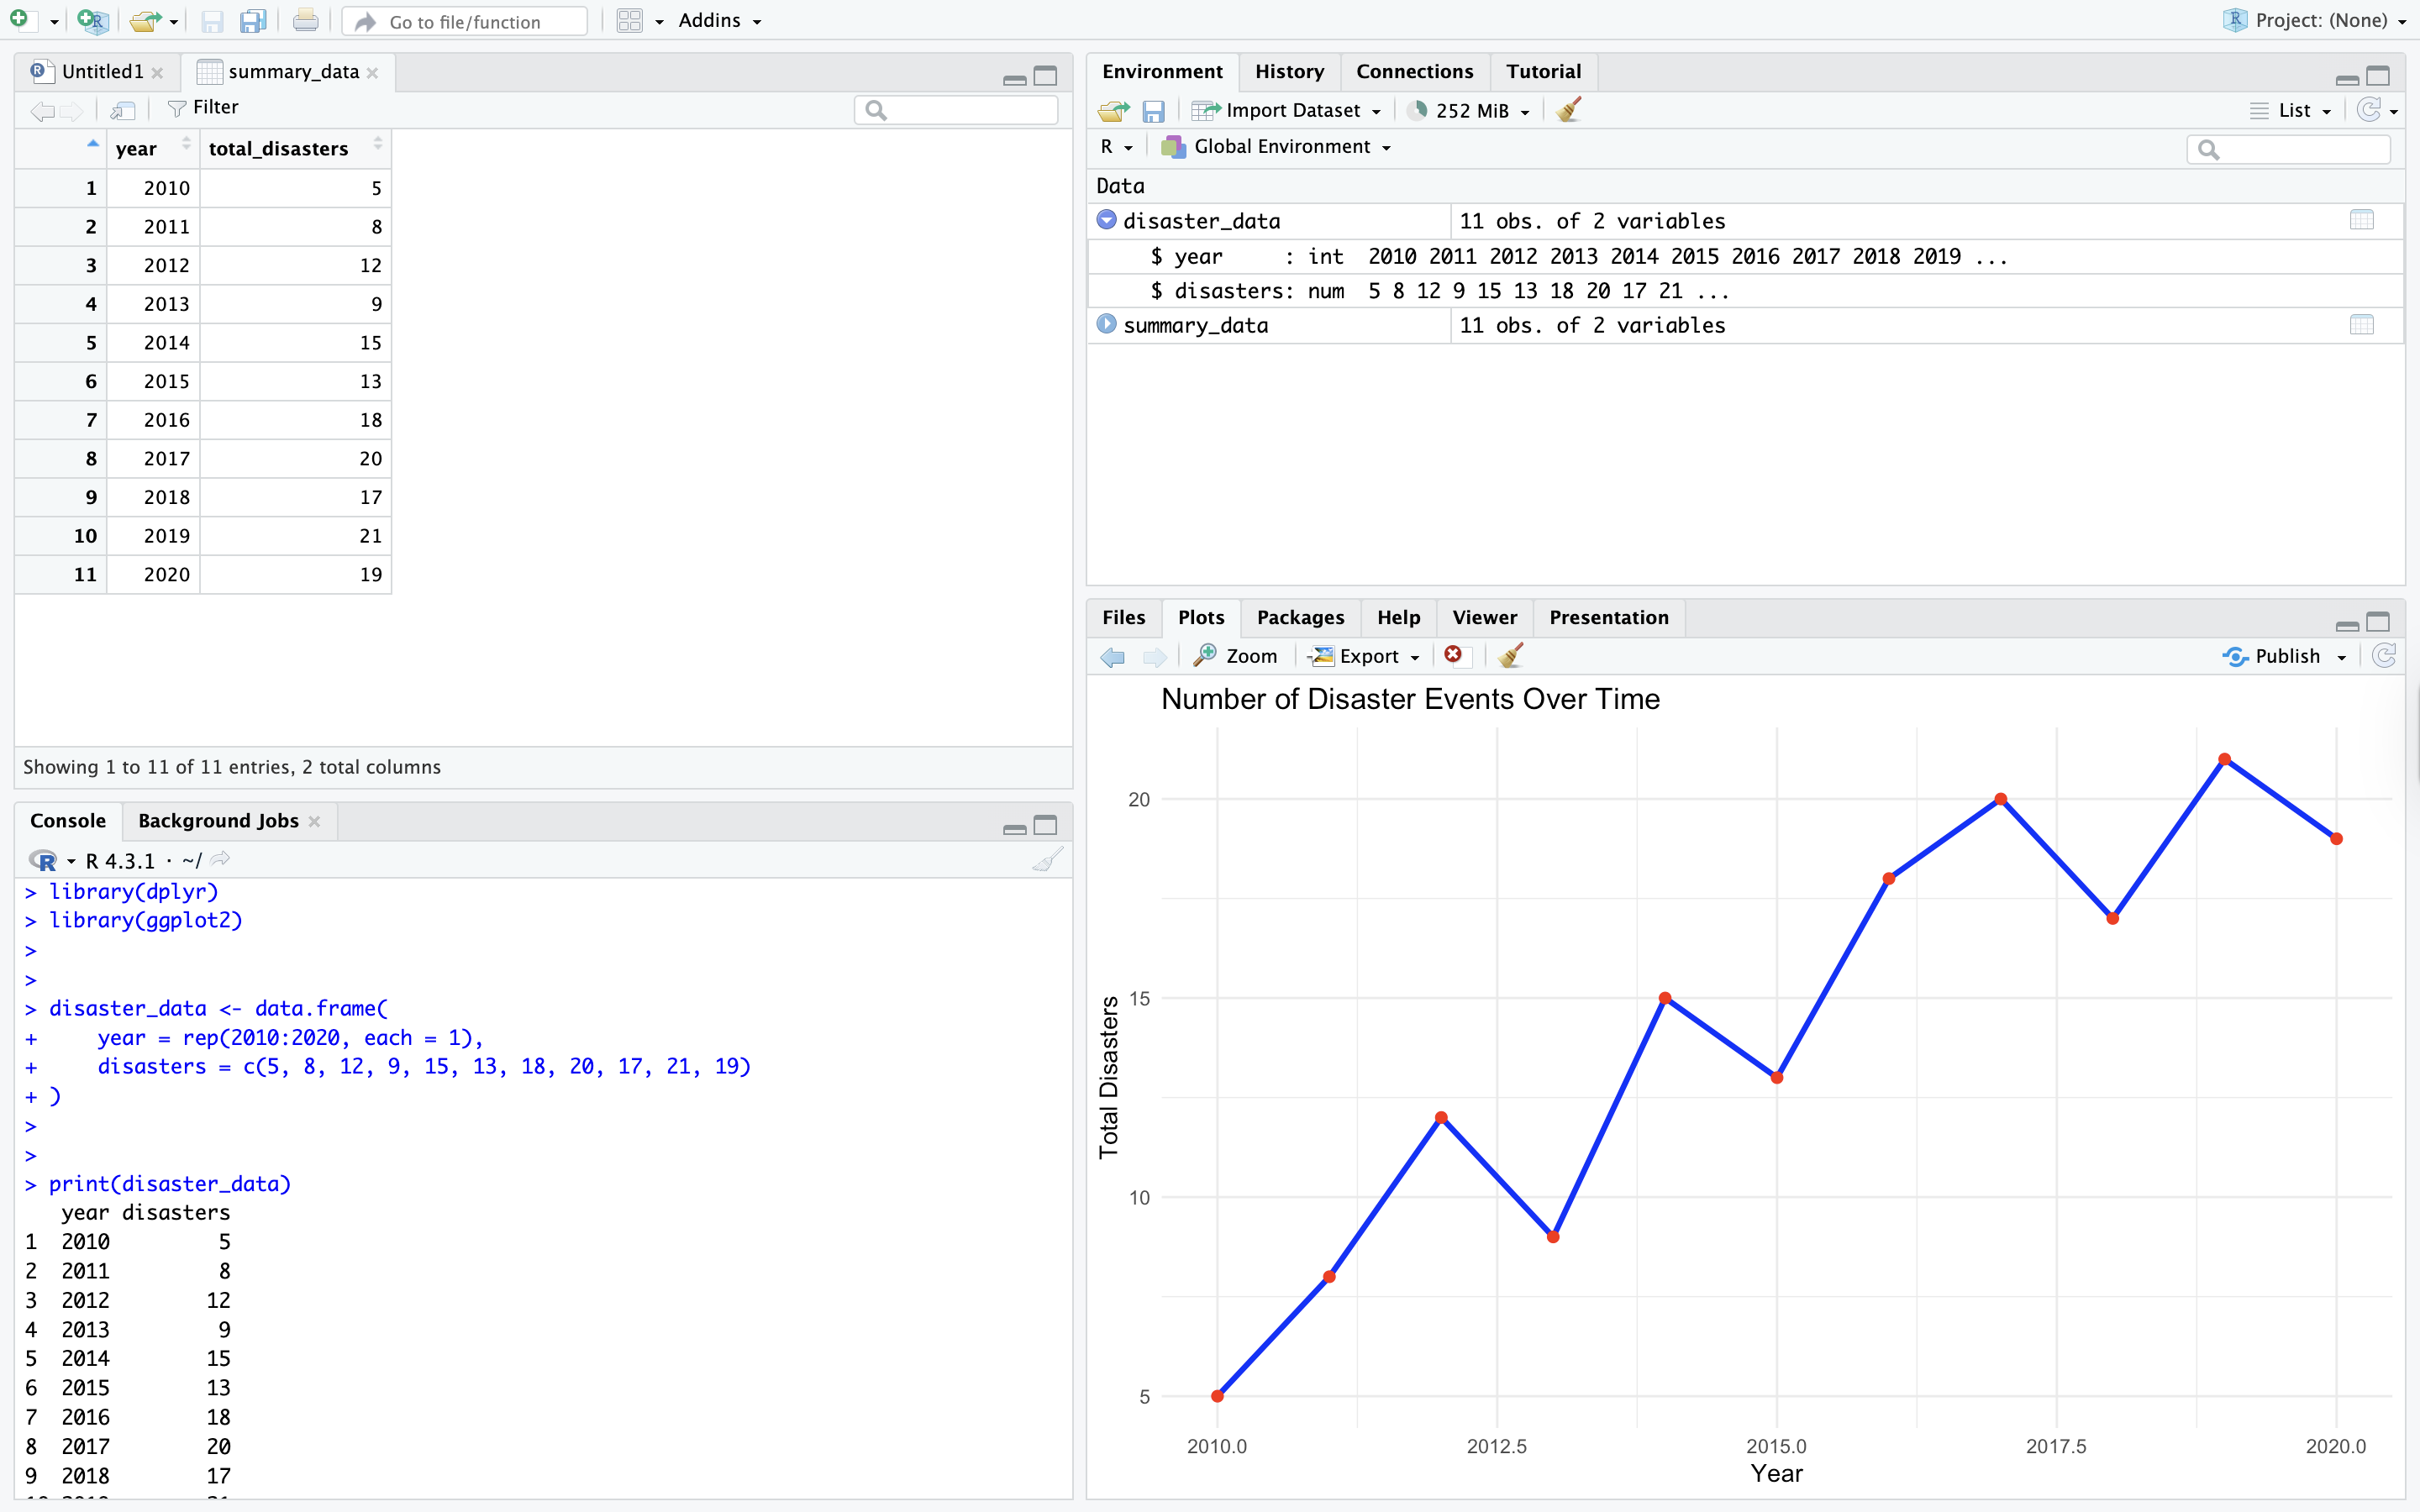 Go to file/function
Addins
Project: (None)
Untitled1
summary_data
Filter
year total_disasters
1 2010 5
2 2011 8
3 2012 12
4 2013 9
5 2014 15
6 2015 13
7 2016 18
8 2017 20
9 2018 17
10 2019 21
11 2020 19
Showing 1 to 11 of 11 entries, 2 total columns
Console Background Jobs
R 4.3.1 · ~/
> library(dplyr)
> library(ggplot2)
>
>
> disaster_data <- data.frame(
+     year = rep(2010:2020, each = 1),
+     disasters = c(5, 8, 12, 9, 15, 13, 18, 20, 17, 21, 19)
+ )
>
>
> print(disaster_data)
   year disasters
1  2010         5
2  2011         8
3  2012        12
4  2013         9
5  2014        15
6  2015        13
7  2016        18
8  2017        20
9  2018        17
Environment History Connections Tutorial
Import Dataset 252 MiB List
R Global Environment
Data
disaster_data 11 obs. of 2 variables
$ year     : int  2010 2011 2012 2013 2014 2015 2016 2017 2018 2019 ...
$ disasters: num  5 8 12 9 15 13 18 20 17 21 ...
summary_data 11 obs. of 2 variables
Files Plots Packages Help Viewer Presentation
Zoom Export Publish
Number of Disaster Events Over Time
Total Disasters
20
15
10
5
2010.0 2012.5 2015.0 2017.5 2020.0
Year